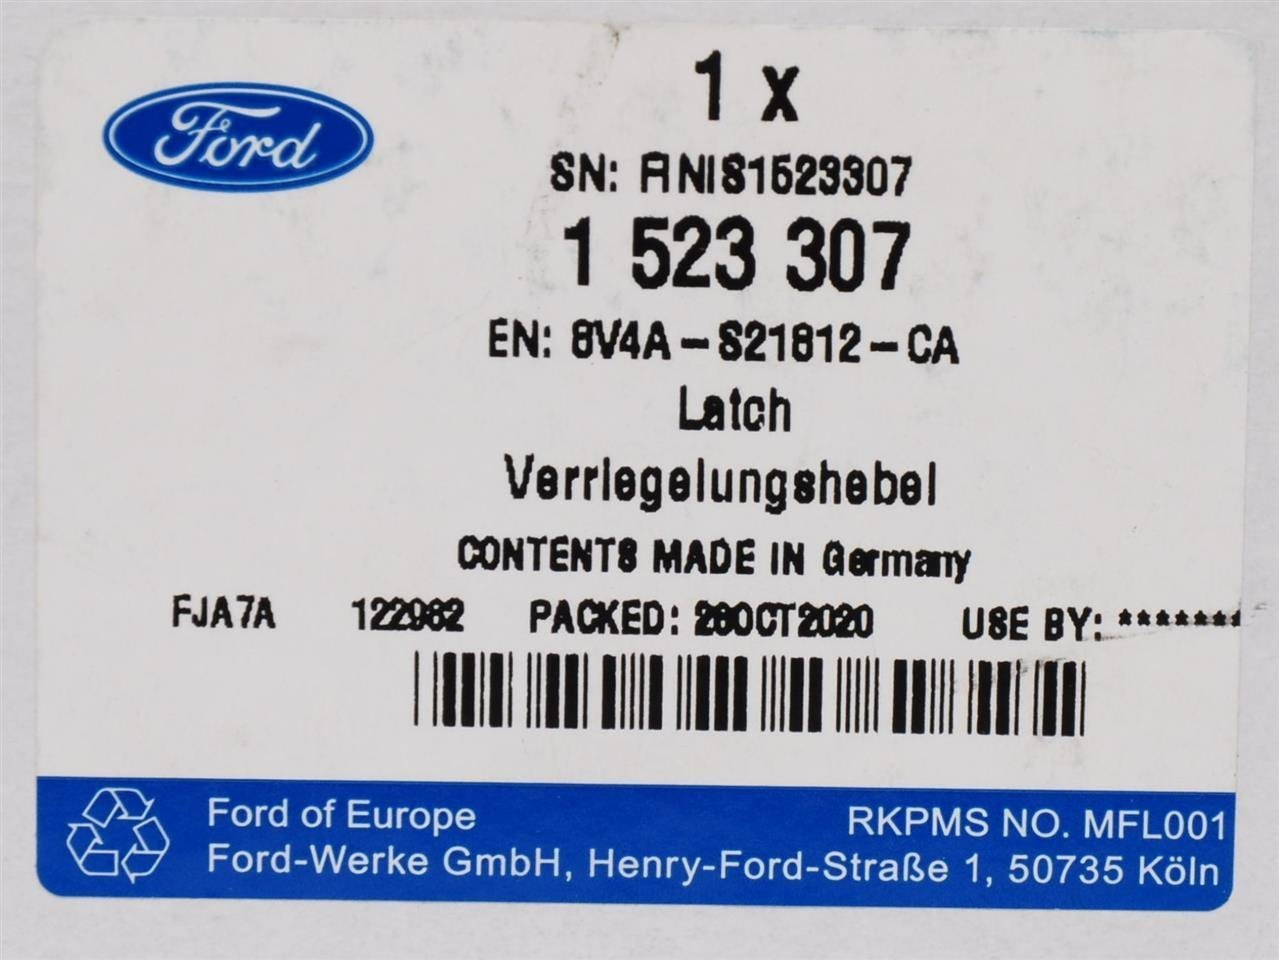 Ford
1 x
SN: FINIS1523307
1 523 307
EN: 8V4A-S21812-CA
Latch
Verriegelungshebel
CONTENTS MADE IN Germany
FJA7A 122962 PACKED: 28OCT2020 USE BY: *******
Ford of Europe RKPMS NO. MFL001
Ford-Werke GmbH, Henry-Ford-Straße 1, 50735 Köln